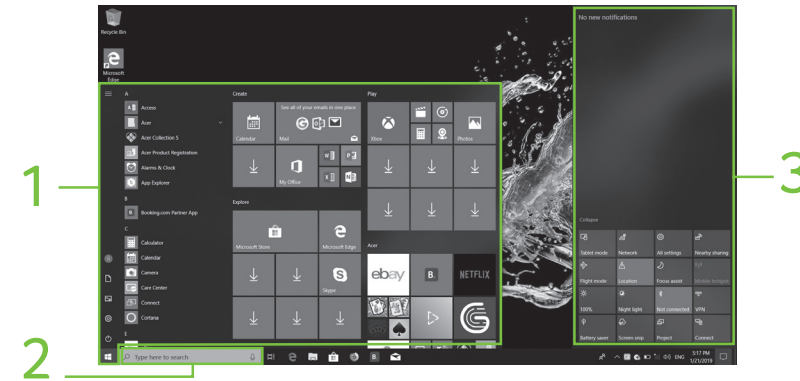 1
2
3
Recycle Bin
Microsoft
Edge
A
Access
Acer
Acer Collection S
Acer Product Registration
Alarms & Clock
App Explorer
B
Booking.com Partner App
C
Calculator
Calendar
Camera
Care Center
Connect
Cortana
E
Create
See all of your emails in one place
Calendar
Mail
My Office
Explore
Microsoft Store
Microsoft Edge
Skype
Play
Xbox
Photos
Acer
ebay
B.
NETFLIX
Type here to search
No new notifications
Collapse
Tablet mode
Network
All settings
Nearby sharing
Flight mode
Location
Focus assist
Mobile hotspot
100%
Night light
Not connected
VPN
Battery saver
Screen snip
Project
Connect
ENG
5:17 PM
1/21/2019